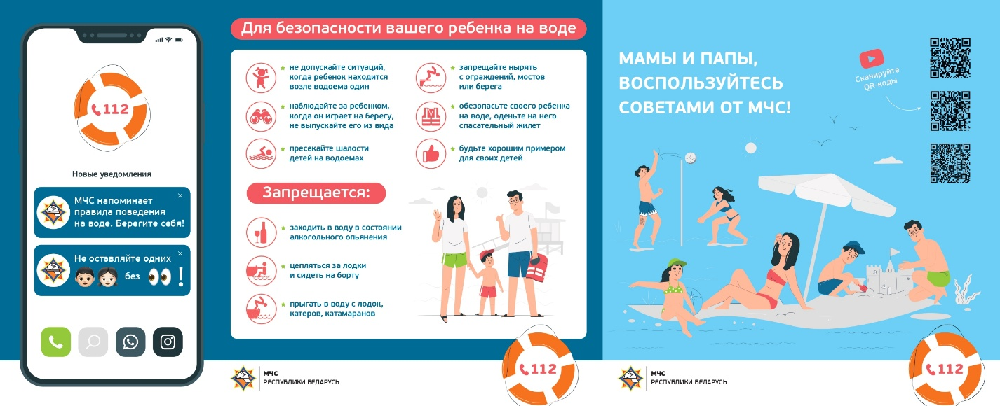 112
Новые уведомления
МЧС напоминает
правила поведения
на воде. Берегите себя!
Не оставляйте одних
без
!
Для безопасности вашего ребенка на воде
не допускайте ситуаций,
когда ребенок находится
возле водоема один
наблюдайте за ребенком,
когда он играет на берегу,
не выпускайте его из вида
пресекайте шалости
детей на водоемах
запрещайте нырять
с ограждений, мостов
или берега
обезопасьте своего ребенка
на воде, оденьте на него
спасательный жилет
будьте хорошим примером
для своих детей
Запрещается:
заходить в воду в состоянии
алкогольного опьянения
цепляться за лодки
и сидеть на борту
прыгать в воду с лодок,
катеров, катамаранов
МЧС
РЕСПУБЛИКИ БЕЛАРУСЬ
112
МАМЫ И ПАПЫ,
ВОСПОЛЬЗУЙТЕСЬ
СОВЕТАМИ ОТ МЧС!
Сканируйте
QR-коды
МЧС
РЕСПУБЛИКИ БЕЛАРУСЬ
112